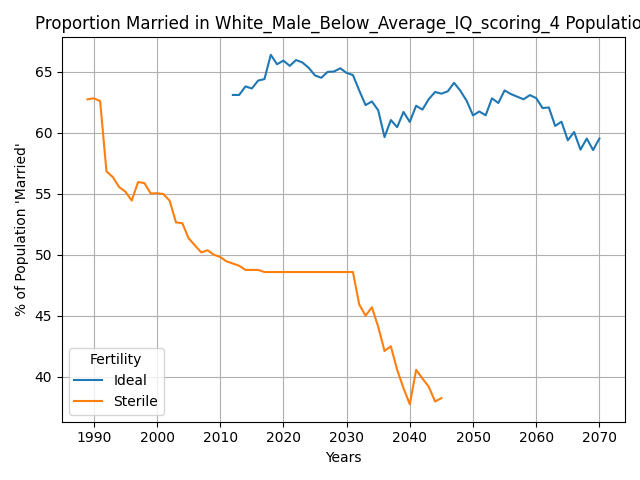 Proportion Married in White_Male_Below_Average_IQ_scoring_4 Populatio
% of Population 'Married'
65
60
55
50
45
40
Fertility
Ideal
Sterile
1990 2000 2010 2020 2030 2040 2050 2060 2070
Years